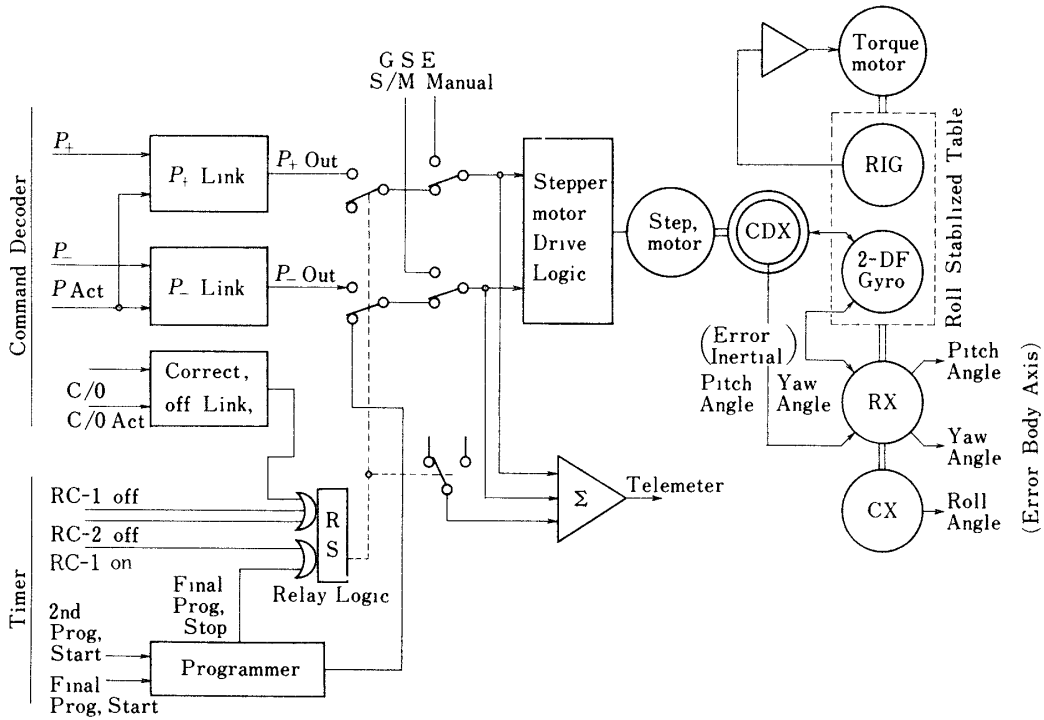 G S E
S/M Manual
Command Decoder
P₊
P₊ Link
P₊ Out
P₋
P Act
P₋ Link
P₋ Out
C/0
C/0 Act
Correct,
off Link,
Stepper
motor
Drive
Logic
Step,
motor
CDX
Torque
motor
RIG
2-DF
Gyro
Roll Stabilized Table
(Error
Inertial)
Pitch
Angle
Yaw
Angle
RX
CX
Pitch
Angle
Yaw
Angle
Roll
Angle
(Error Body Axis)
Σ
Telemeter
Timer
RC-1 off
RC-2 off
RC-1 on
R
S
Relay Logic
Final
Prog,
Stop
2nd
Prog,
Start
Final
Prog, Start
Programmer